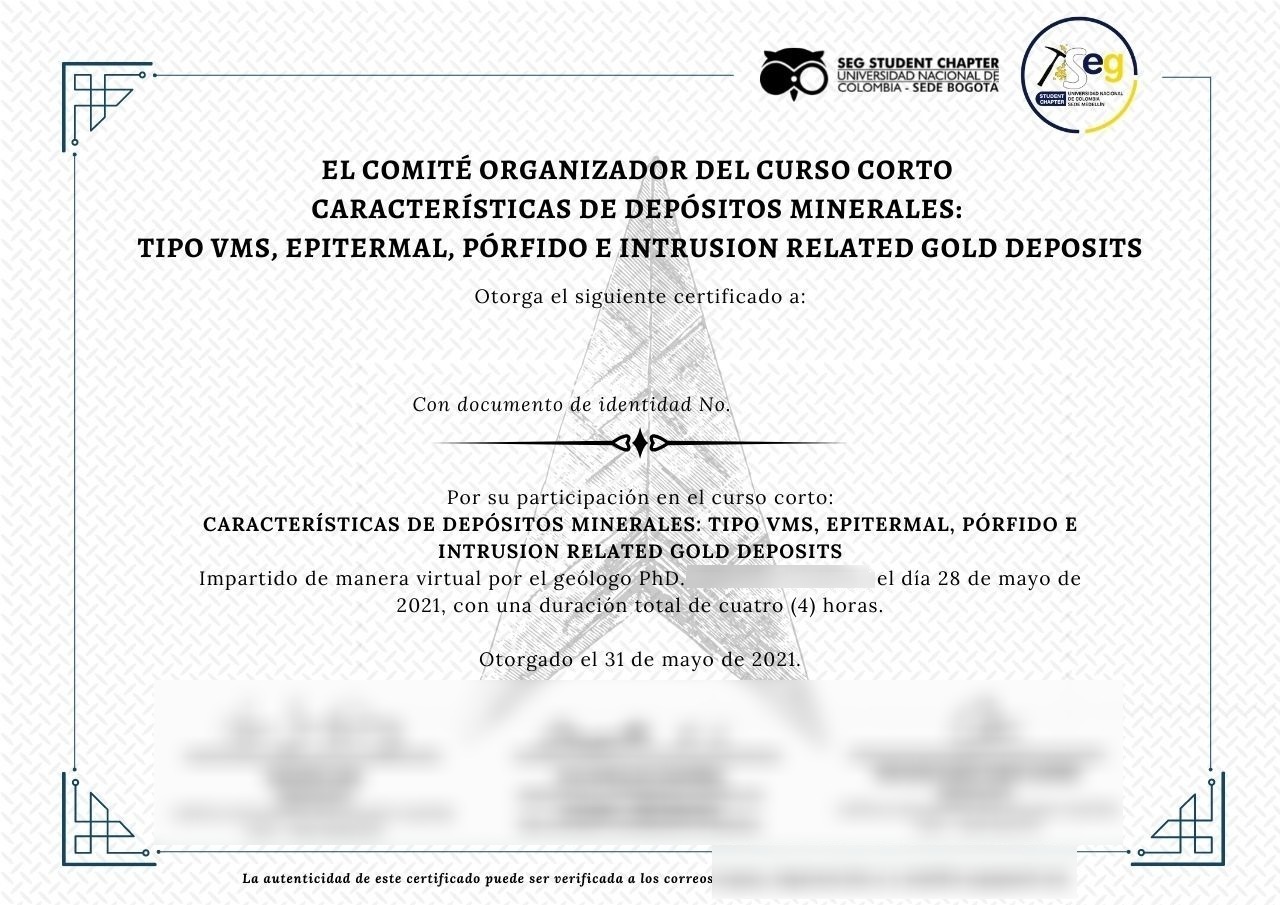 SEG STUDENT CHAPTER
UNIVERSIDAD NACIONAL DE
COLOMBIA - SEDE BOGOTÁ
Seg
STUDENT CHAPTER
UNIVERSIDAD NACIONAL
DE COLOMBIA
SEDE MEDELLÍN
EL COMITÉ ORGANIZADOR DEL CURSO CORTO
CARACTERÍSTICAS DE DEPÓSITOS MINERALES:
TIPO VMS, EPITERMAL, PÓRFIDO E INTRUSION RELATED GOLD DEPOSITS
Otorga el siguiente certificado a:
Con documento de identidad No.
Por su participación en el curso corto:
CARACTERÍSTICAS DE DEPÓSITOS MINERALES: TIPO VMS, EPITERMAL, PÓRFIDO E
INTRUSION RELATED GOLD DEPOSITS
Impartido de manera virtual por el geólogo PhD. el día 28 de mayo de
2021, con una duración total de cuatro (4) horas.
Otorgado el 31 de mayo de 2021.
La autenticidad de este certificado puede ser verificada a los correos